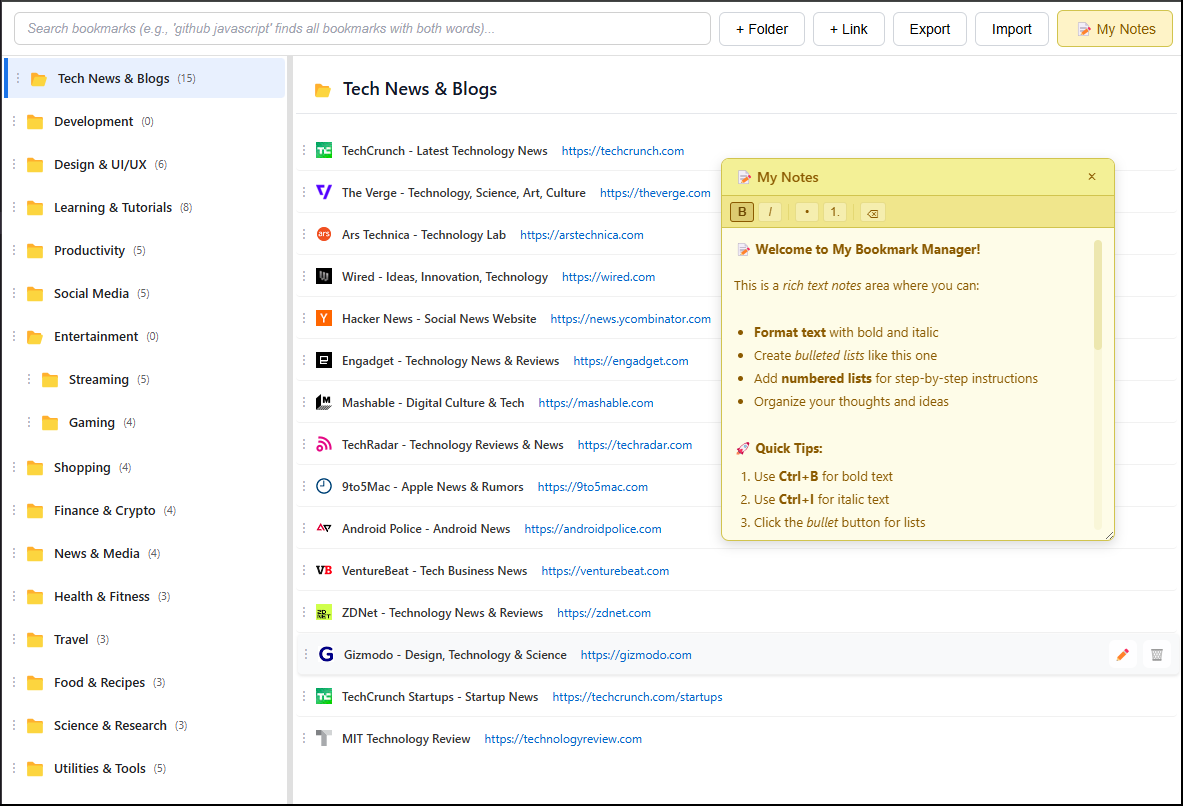 Search bookmarks (e.g., 'github javascript' finds all bookmarks with both words)...
+ Folder
+ Link
Export
Import
📝 My Notes
Tech News & Blogs (15)
Development (0)
Design & UI/UX (6)
Learning & Tutorials (8)
Productivity (5)
Social Media (5)
Entertainment (0)
Streaming (5)
Gaming (4)
Shopping (4)
Finance & Crypto (4)
News & Media (4)
Health & Fitness (3)
Travel (3)
Food & Recipes (3)
Science & Research (3)
Utilities & Tools (5)
Tech News & Blogs
TechCrunch - Latest Technology News https://techcrunch.com
The Verge - Technology, Science, Art, Culture https://theverge.com
ars Ars Technica - Technology Lab https://arstechnica.com
Wired - Ideas, Innovation, Technology https://wired.com
Y Hacker News - Social News Website https://news.ycombinator.com
Engadget - Technology News & Reviews https://engadget.com
M Mashable - Digital Culture & Tech https://mashable.com
TechRadar - Technology Reviews & News https://techradar.com
9to5Mac - Apple News & Rumors https://9to5mac.com
Android Police - Android News https://androidpolice.com
VB VentureBeat - Tech Business News https://venturebeat.com
ZDNET ZDNet - Technology News & Reviews https://zdnet.com
G Gizmodo - Design, Technology & Science https://gizmodo.com
TechCrunch Startups - Startup News https://techcrunch.com/startups
MIT Technology Review https://technologyreview.com
📝 My Notes ×
B I • 1. ⌫
📝 Welcome to My Bookmark Manager!
This is a rich text notes area where you can:
• Format text with bold and italic
• Create bulleted lists like this one
• Add numbered lists for step-by-step instructions
• Organize your thoughts and ideas
🚀 Quick Tips:
1. Use Ctrl+B for bold text
2. Use Ctrl+I for italic text
3. Click the bullet button for lists